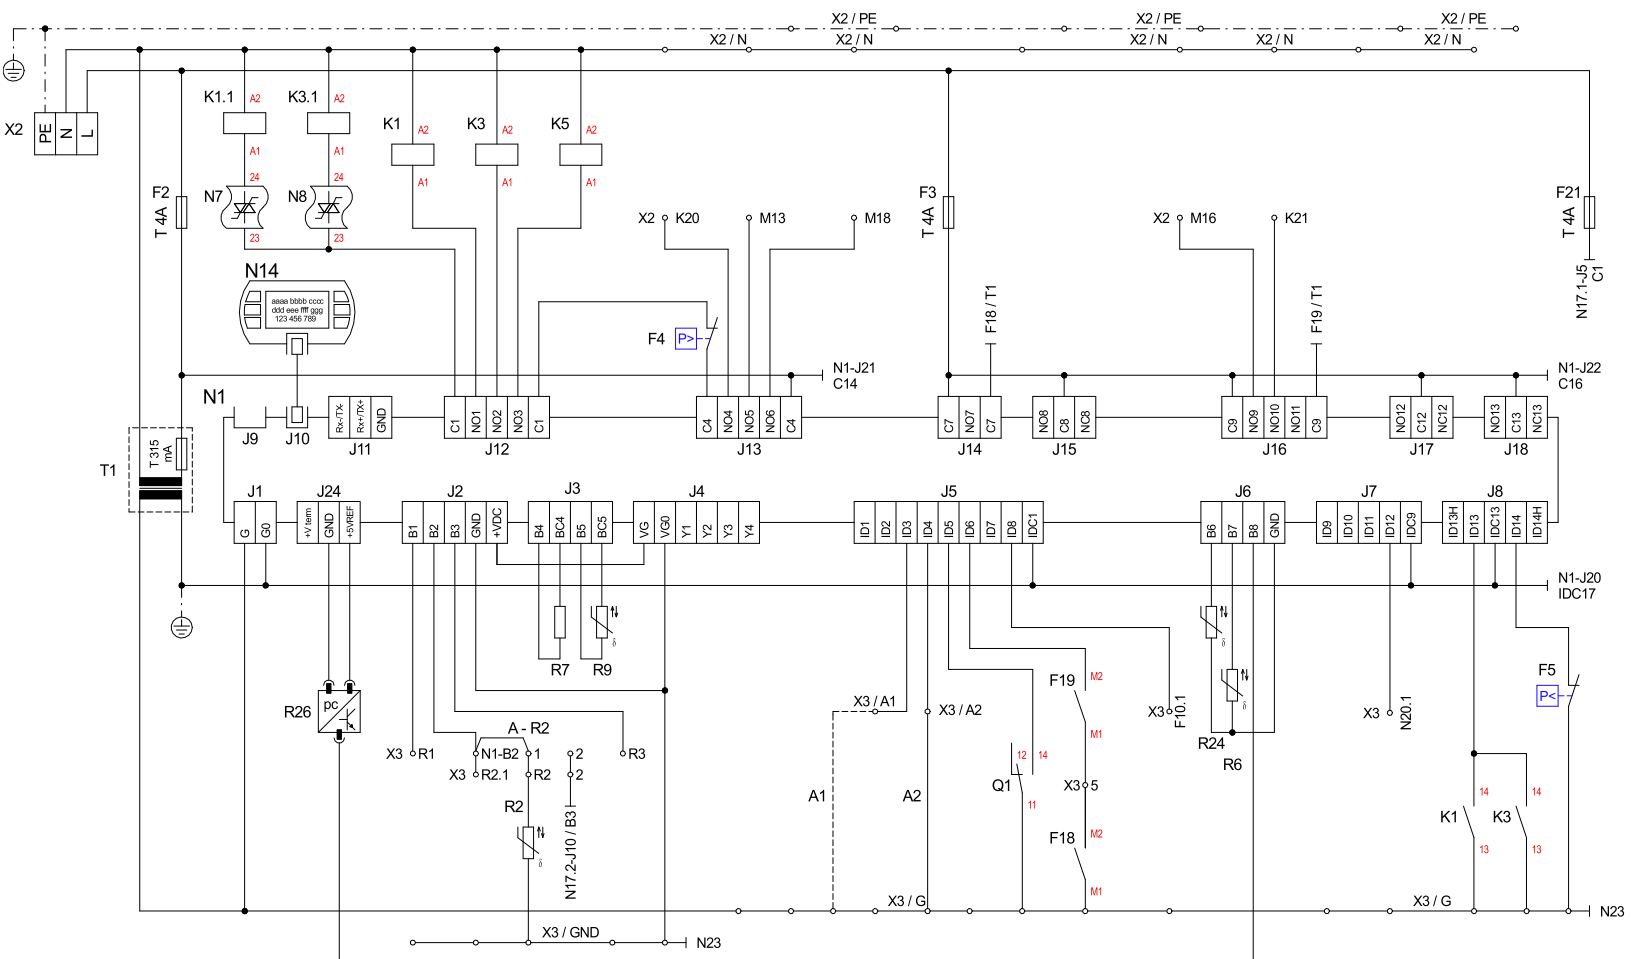 X2 / PE X2 / PE X2 / PE
X2 / N X2 / N X2 / N X2 / N X2 / N
X2 PE N L
K1.1 A2 K3.1 A2
K1 A2 K3 A2 K5 A2
A1 A1
A1 A1 A1
24 24
F2 T 4A N7 N8 F3 T 4A F21 T 4A
23 23
X2 K20 M13 M18 X2 M16 K21
N17.1-J5 C1
N14
aaaa bbbb cccc
ddd eee ffff ggg
123 456 789
F4 P> F18 / T1 F19 / T1
N1-J21
C14
N1-J22
C16
N1
Rx-/TX- Rx+/TX+ GND C1 NO1 NO2 NO3 C1 C4 NO4 NO5 NO6 C4 C7 NO7 C7 NO8 C8 NC8 C9 NO9 NO10 NO11 C9 NO12 C12 NC12 NO13 C13 NC13
J9 J10 J11 J12 J13 J14 J15 J16 J17 J18
T1 T 315 mA
J1 J24 J2 J3 J4 J5 J6 J7 J8
G G0 +V term GND +5VREF B1 B2 B3 GND +VDC B4 BC4 B5 BC5 VG VG0 Y1 Y2 Y3 Y4 ID1 ID2 ID3 ID4 ID5 ID6 ID7 ID8 IDC1 B6 B7 B8 GND ID9 ID10 ID11 ID12 IDC9 ID13H ID13 IDC13 ID14 ID14H
N1-J20
IDC17
δ
R7 R9
F5 P<
F19 M2
R26 pc
X3 / A1 X3 / A2 X3 F10.1 X3 N20.1
A - R2
M1
R24
X3 R1 N1-B2 1 2 R3
12 14
R6
X3 R2.1 R2 2
Q1 X3 5
R2 A1 A2 11
14 14
K1 K3
N17.2-J10 / B3
F18 M2
13 13
δ
M1
X3 / G X3 / G N23
X3 / GND N23